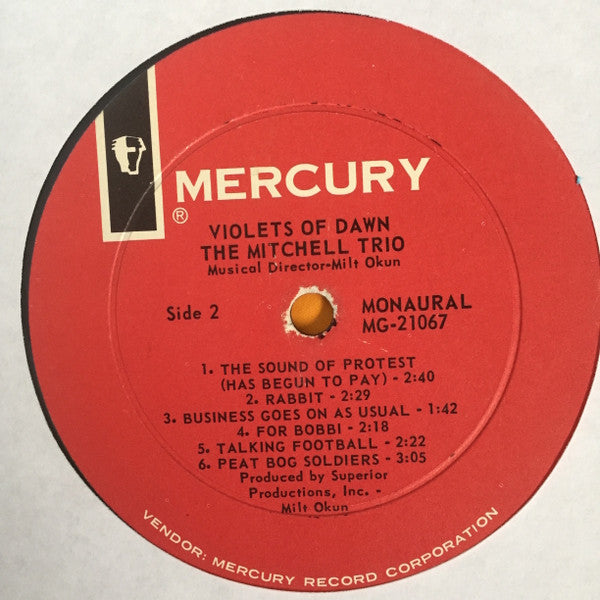 MERCURY
®
VIOLETS OF DAWN
THE MITCHELL TRIO
Musical Director-Milt Okun
Side 2
MONAURAL
MG-21067
1. THE SOUND OF PROTEST
(HAS BEGUN TO PAY) - 2:40
2. RABBIT - 2:29
3. BUSINESS GOES ON AS USUAL - 1:42
4. FOR BOBBI - 2:18
5. TALKING FOOTBALL - 2:22
6. PEAT BOG SOLDIERS - 3:05
Produced by Superior
Productions, Inc. -
Milt Okun
VENDOR: MERCURY RECORD CORPORATION